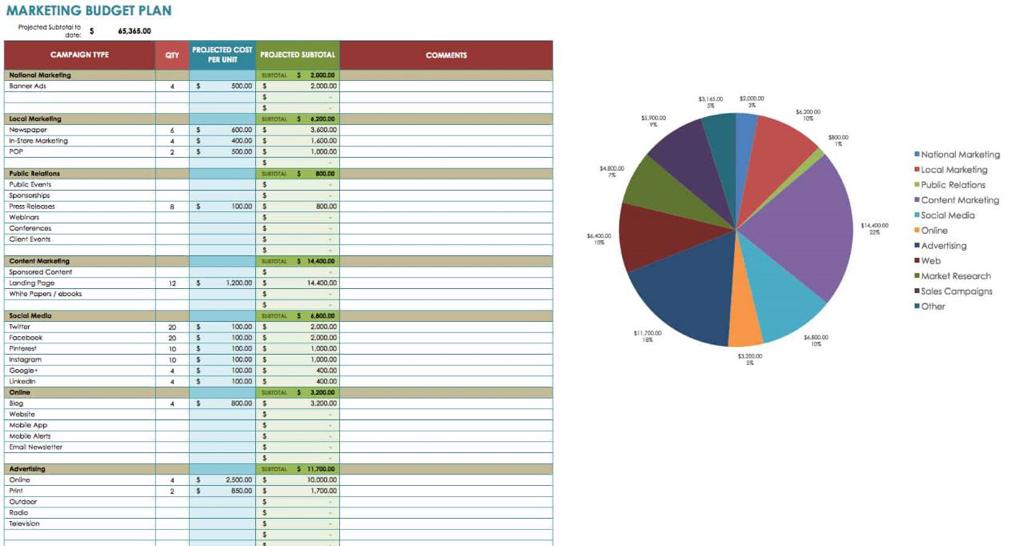 MARKETING BUDGET PLAN
Projected Subtotal to date: $ 65,365.00
CAMPAIGN TYPE QTY PROJECTED COST PER UNIT PROJECTED SUBTOTAL COMMENTS
National Marketing SUBTOTAL $ 2,000.00
Banner Ads 4 $ 500.00 $ 2,000.00
$ -
$ -
Local Marketing SUBTOTAL $ 6,200.00
Newspaper 6 $ 600.00 $ 3,600.00
In-Store Marketing 4 $ 400.00 $ 1,600.00
POP 2 $ 500.00 $ 1,000.00
$ -
Public Relations SUBTOTAL $ 800.00
Public Events $ -
Sponsorships $ -
Press Releases 8 $ 100.00 $ 800.00
Webinars $ -
Conferences $ -
Client Events $ -
$ -
Content Marketing SUBTOTAL $ 14,400.00
Sponsored Content $ -
Landing Page 12 $ 1,200.00 $ 14,400.00
White Papers / ebooks $ -
$ -
Social Media SUBTOTAL $ 6,800.00
Twitter 20 $ 100.00 $ 2,000.00
Facebook 20 $ 100.00 $ 2,000.00
Pinterest 10 $ 100.00 $ 1,000.00
Instagram 10 $ 100.00 $ 1,000.00
Google+ 4 $ 100.00 $ 400.00
LinkedIn 4 $ 100.00 $ 400.00
Online SUBTOTAL $ 3,200.00
Blog 4 $ 800.00 $ 3,200.00
Website $ -
Mobile App $ -
Mobile Alerts $ -
Email Newsletter $ -
$ -
Advertising SUBTOTAL $ 11,700.00
Online 4 $ 2,500.00 $ 10,000.00
Print 2 $ 850.00 $ 1,700.00
Outdoor $ -
Radio $ -
Television $ -
$ -
$
$2,000.00
3%
$6,200.00
10%
$800.00
1%
$14,400.00
22%
$6,800.00
10%
$3,200.00
5%
$11,700.00
18%
$6,400.00
10%
$4,800.00
7%
$5,900.00
9%
$3,165.00
5%
National Marketing
Local Marketing
Public Relations
Content Marketing
Social Media
Online
Advertising
Web
Market Research
Sales Campaigns
Other